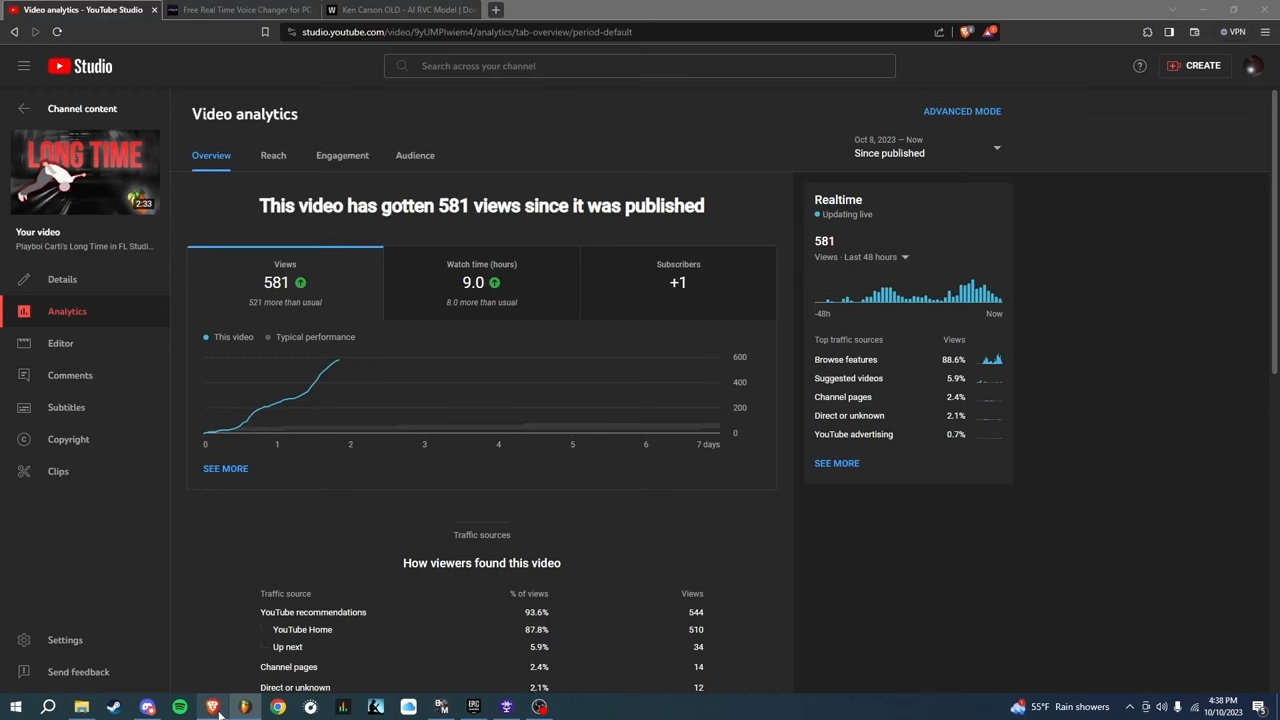 Video analytics - YouTube Studio
Free Real Time Voice Changer for PC
Ken Carson OLD - AI RVC Model | Do
studio.youtube.com/video/9yUMPIwiem4/analytics/tab-overview/period-default
VPN
Studio
Search across your channel
CREATE
Channel content
LONG TIME
2:33
Your video
Playboi Carti's Long Time in FL Studi...
Details
Analytics
Editor
Comments
Subtitles
Copyright
Clips
Settings
Send feedback
Video analytics
ADVANCED MODE
Overview
Reach
Engagement
Audience
Oct 8, 2023 — Now
Since published
This video has gotten 581 views since it was published
Views
581
521 more than usual
Watch time (hours)
9.0
8.0 more than usual
Subscribers
+1
This video
Typical performance
600
400
200
0
0 1 2 3 4 5 6 7 days
SEE MORE
Traffic sources
How viewers found this video
Traffic source % of views Views
YouTube recommendations 93.6% 544
YouTube Home 87.8% 510
Up next 5.9% 34
Channel pages 2.4% 14
Direct or unknown 2.1% 12
Realtime
Updating live
581
Views · Last 48 hours
-48h Now
Top traffic sources Views
Browse features 88.6%
Suggested videos 5.9%
Channel pages 2.4%
Direct or unknown 2.1%
YouTube advertising 0.7%
SEE MORE
55°F Rain showers
4:38 PM
10/10/2023